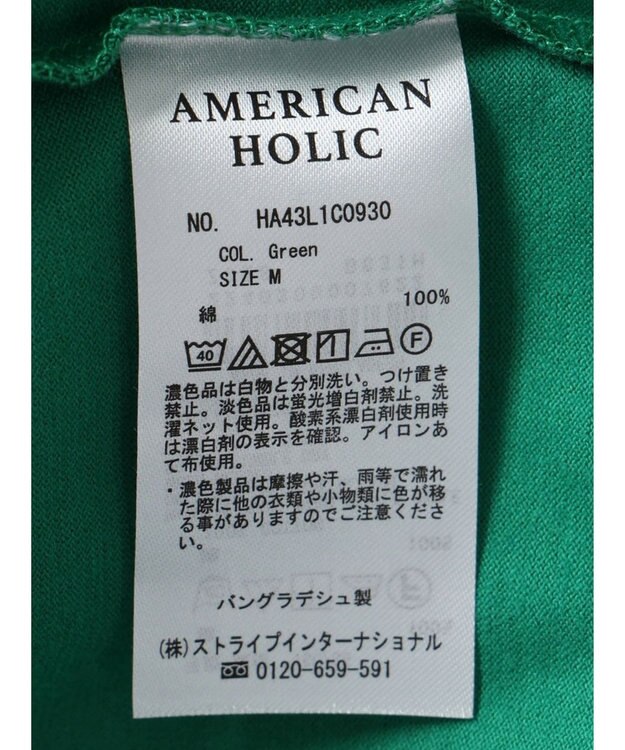 AMERICAN
HOLIC
NO. HA43L1C0930
COL. Green
SIZE M
綿 100%
40 F
濃色品は白物と分別洗い。つけ置き
禁止。淡色品は蛍光増白剤禁止。洗
濯ネット使用。酸素系漂白剤使用時
は漂白剤の表示を確認。アイロンあ
て布使用。
・濃色製品は摩擦や汗、雨等で濡れ
た際に他の衣類や小物類に色が移
る事がありますのでご注意くださ
い。
バングラデシュ製
(株)ストライプインターナショナル
0120-659-591